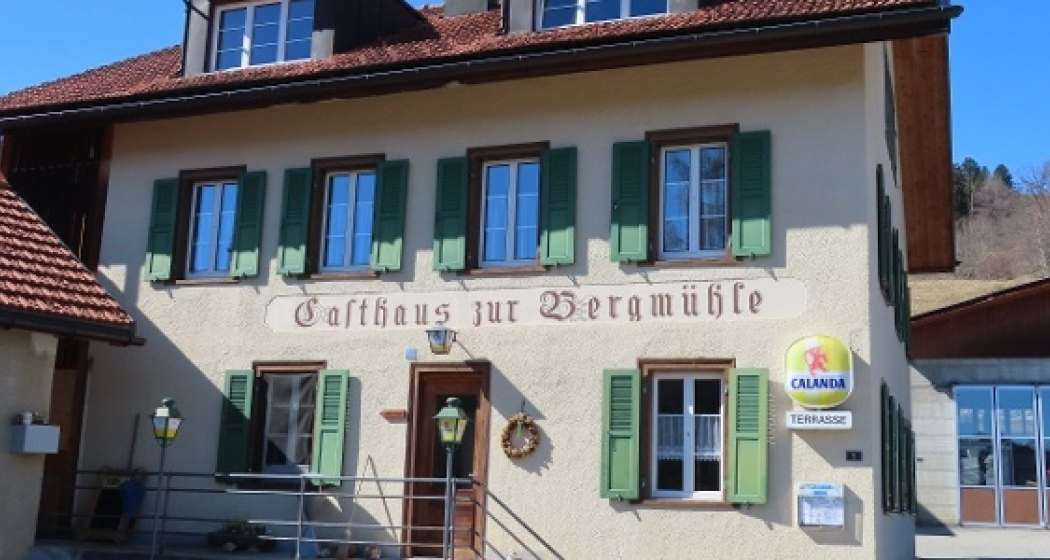 Gasthaus zur Bergmühle
CALANDA
TERRASSE